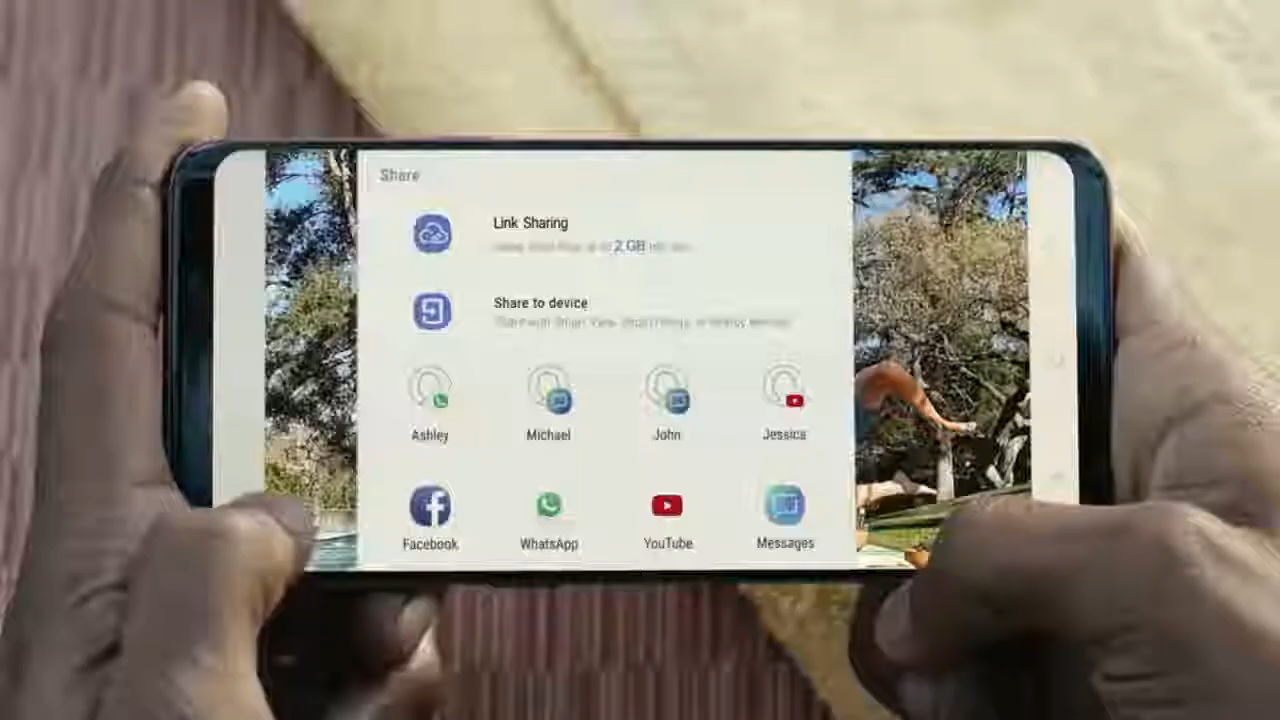 Share
Link Sharing
2 GB
Share to device
Ashley Michael John Jessica
Facebook WhatsApp YouTube Messages